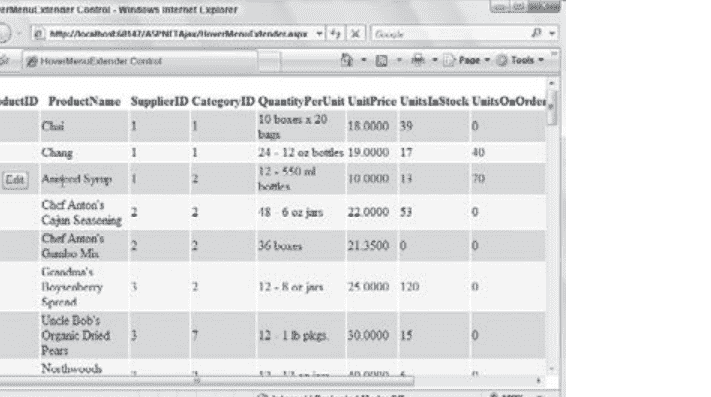 verMenuExtender Control - Windows Internet Explorer
http://localhost:60147/ASPNETAjax/HoverMenuExtender.aspx Google
HoverMenuExtender Control Page Tools
ductID ProductName SupplierID CategoryID QuantityPerUnit UnitPrice UnitsInStock UnitsOnOrder
Chai 1 1 10 boxes x 20 bags 18.0000 39 0
Chang 1 1 24 - 12 oz bottles 19.0000 17 40
Edit Aniseed Syrup 1 2 12 - 550 ml bottles 10.0000 13 70
Chef Anton's Cajun Seasoning 2 2 48 - 6 oz jars 22.0000 53 0
Chef Anton's Gumbo Mix 2 2 36 boxes 21.3500 0 0
Grandma's Boysenberry Spread 3 2 12 - 8 oz jars 25.0000 120 0
Uncle Bob's Organic Dried Pears 3 7 12 - 1 lb pkgs. 30.0000 15 0
Northwoods